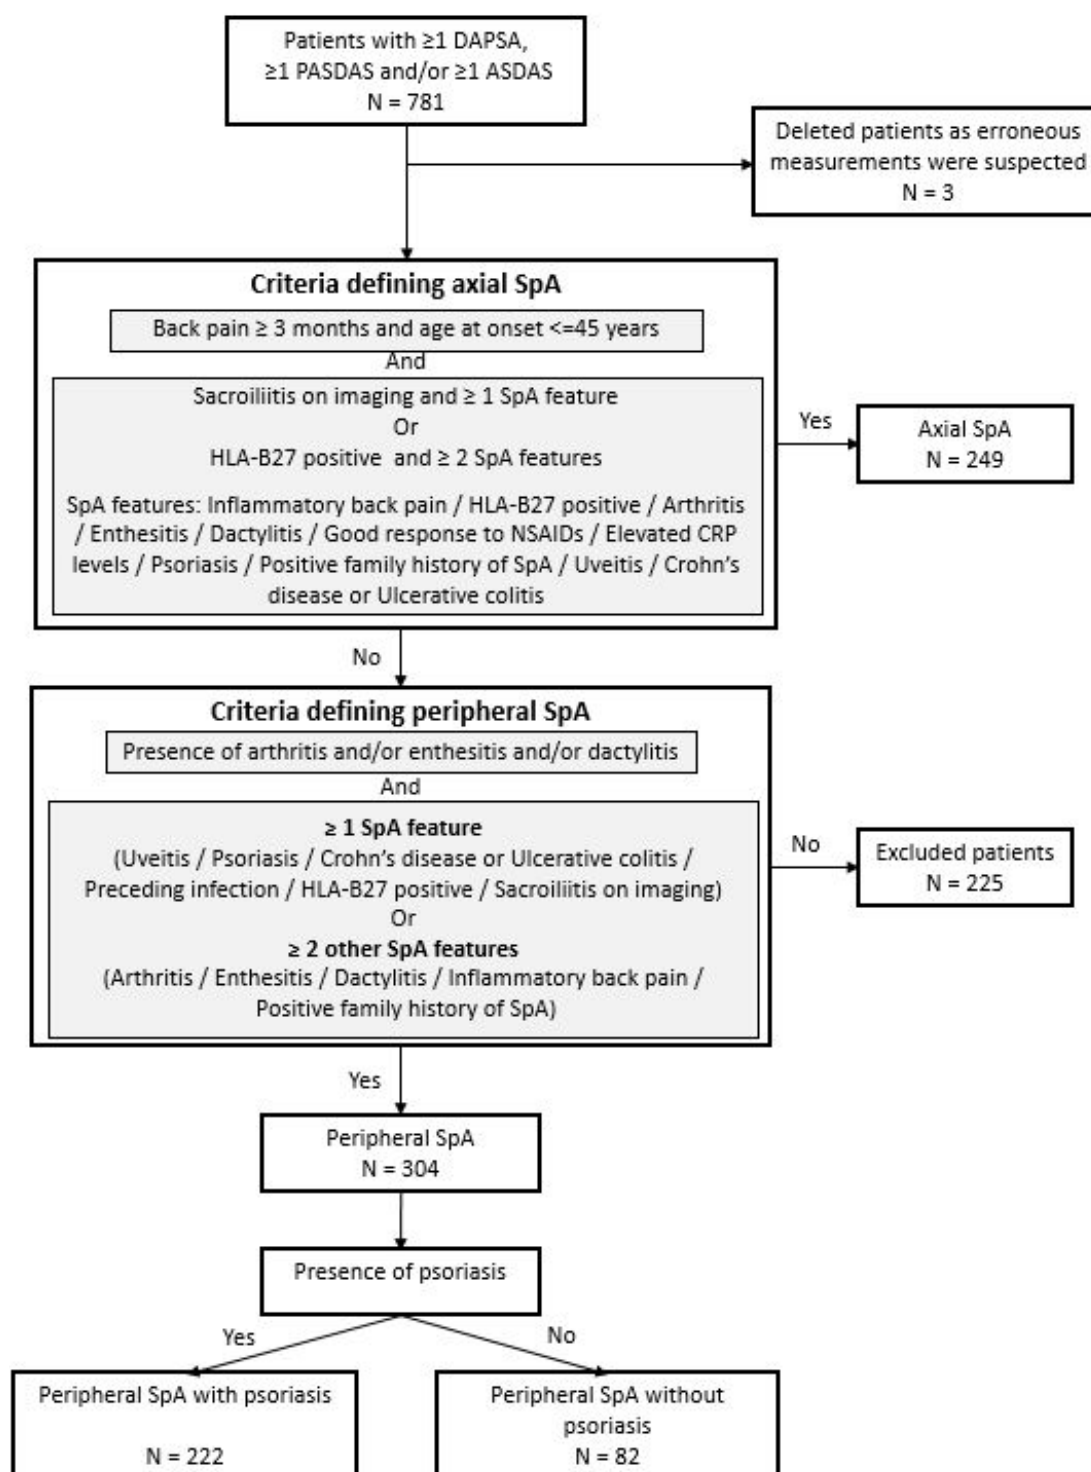 Patients with ≥1 DAPSA,
≥1 PASDAS and/or ≥1 ASDAS
N = 781
Deleted patients as erroneous
measurements were suspected
N = 3
Criteria defining axial SpA
Back pain ≥ 3 months and age at onset <=45 years
And
Sacroiliitis on imaging and ≥ 1 SpA feature
Or
HLA-B27 positive and ≥ 2 SpA features
SpA features: Inflammatory back pain / HLA-B27 positive / Arthritis
/ Enthesitis / Dactylitis / Good response to NSAIDs / Elevated CRP
levels / Psoriasis / Positive family history of SpA / Uveitis / Crohn's
disease or Ulcerative colitis
Yes
Axial SpA
N = 249
No
Criteria defining peripheral SpA
Presence of arthritis and/or enthesitis and/or dactylitis
And
≥ 1 SpA feature
(Uveitis / Psoriasis / Crohn's disease or Ulcerative colitis /
Preceding infection / HLA-B27 positive / Sacroiliitis on imaging)
Or
≥ 2 other SpA features
(Arthritis / Enthesitis / Dactylitis / Inflammatory back pain /
Positive family history of SpA)
No
Excluded patients
N = 225
Yes
Peripheral SpA
N = 304
Presence of psoriasis
Yes
No
Peripheral SpA with psoriasis
N = 222
Peripheral SpA without
psoriasis
N = 82